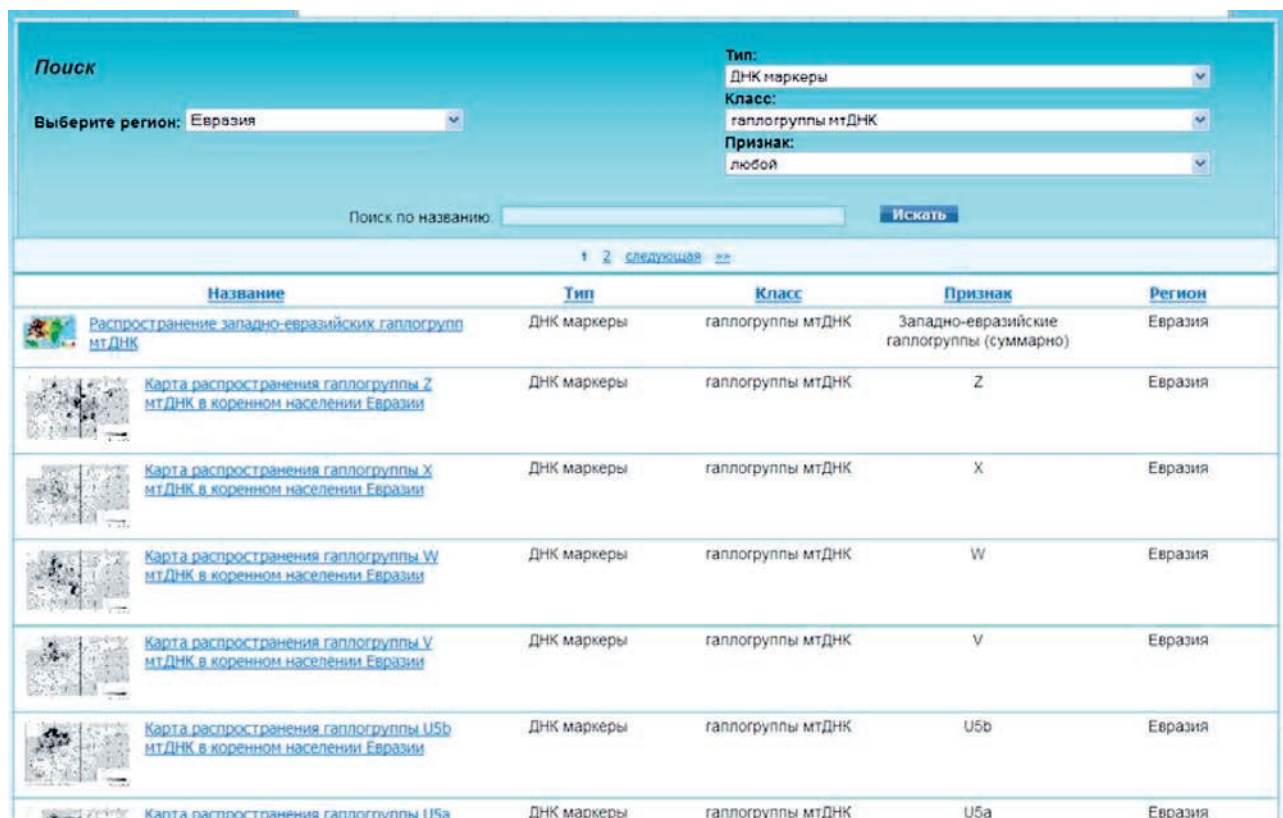 Поиск
Выберите регион: Евразия
Тип:
ДНК маркеры
Класс:
гаплогруппы мтДНК
Признак:
любой
Поиск по названию:
Искать
1 2 следующая »»
Название Тип Класс Признак Регион
Распространение западно-евразийских гаплогрупп ДНК маркеры гаплогруппы мтДНК Западно-евразийские Евразия
мтДНК гаплогруппы (суммарно)
Карта распространения гаплогруппы Z ДНК маркеры гаплогруппы мтДНК Z Евразия
мтДНК в коренном населении Евразии
Карта распространения гаплогруппы X ДНК маркеры гаплогруппы мтДНК X Евразия
мтДНК в коренном населении Евразии
Карта распространения гаплогруппы W ДНК маркеры гаплогруппы мтДНК W Евразия
мтДНК в коренном населении Евразии
Карта распространения гаплогруппы V ДНК маркеры гаплогруппы мтДНК V Евразия
мтДНК в коренном населении Евразии
Карта распространения гаплогруппы U5b ДНК маркеры гаплогруппы мтДНК U5b Евразия
мтДНК в коренном населении Евразии
Карта распространения гаплогруппы U5a ДНК маркеры гаплогруппы мтДНК U5a Евразия